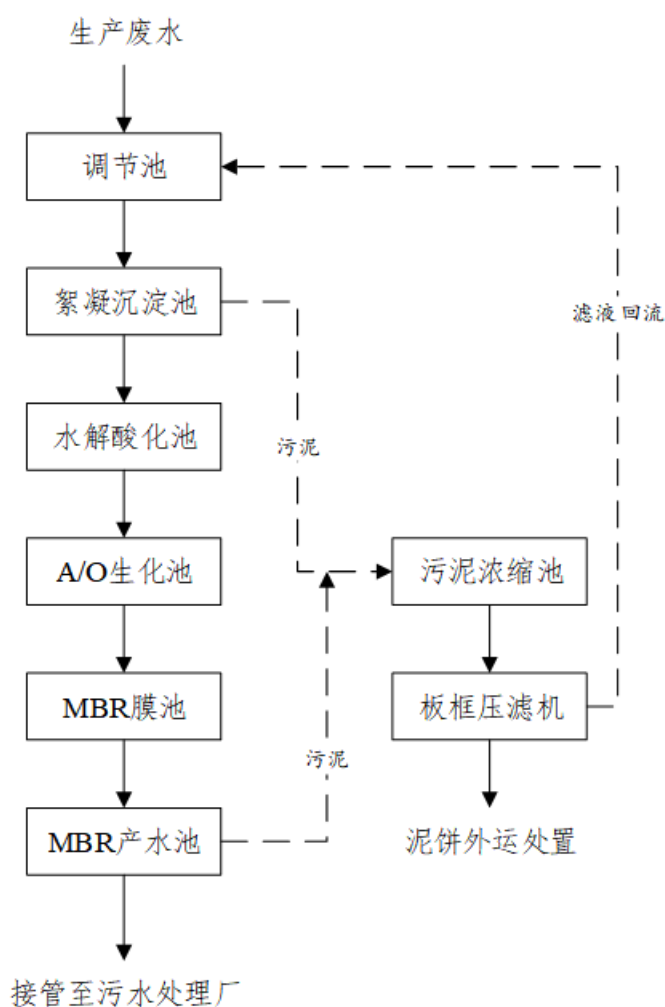 生产废水
调节池
絮凝沉淀池
滤液回流
水解酸化池
污泥
A/O生化池
污泥浓缩池
MBR膜池
板框压滤机
污泥
MBR产水池
泥饼外运处置
接管至污水处理厂